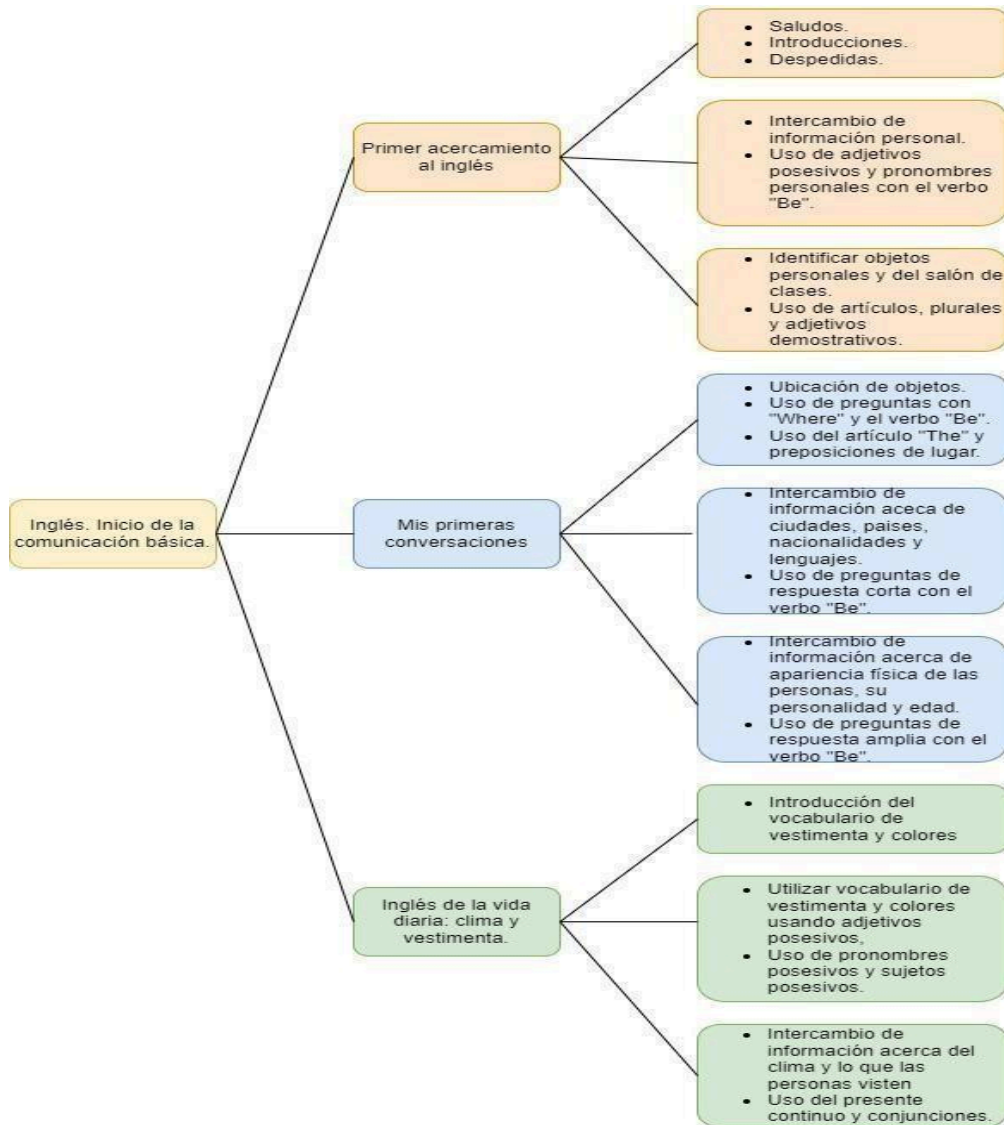 Inglés. Inicio de la
comunicación básica.
Primer acercamiento
al inglés
• Saludos.
• Introducciones.
• Despedidas.
• Intercambio de
información personal.
• Uso de adjetivos
posesivos y pronombres
personales con el verbo
"Be".
• Identificar objetos
personales y del salón de
clases.
• Uso de artículos, plurales
y adjetivos
demostrativos.
Mis primeras
conversaciones
• Ubicación de objetos.
• Uso de preguntas con
"Where" y el verbo "Be".
• Uso del artículo "The" y
preposiciones de lugar.
• Intercambio de
información aceca de
ciudades, paises,
nacionalidades y
lenguajes.
• Uso de preguntas de
respuesta corta con el
verbo "Be".
• Intercambio de
información acerca de
apariencia física de las
personas, su
personalidad y edad.
• Uso de preguntas de
respuesta amplia con el
verbo "Be".
Inglés de la vida
diaria: clima y
vestimenta.
• Introducción del
vocabulario de
vestimenta y colores
• Utilizar vocabulario de
vestimenta y colores
usando adjetivos
posesivos,
• Uso de pronombres
posesivos y sujetos
posesivos.
• Intercambio de
información acerca del
clima y lo que las
personas visten
• Uso del presente
continuo y conjunciones.